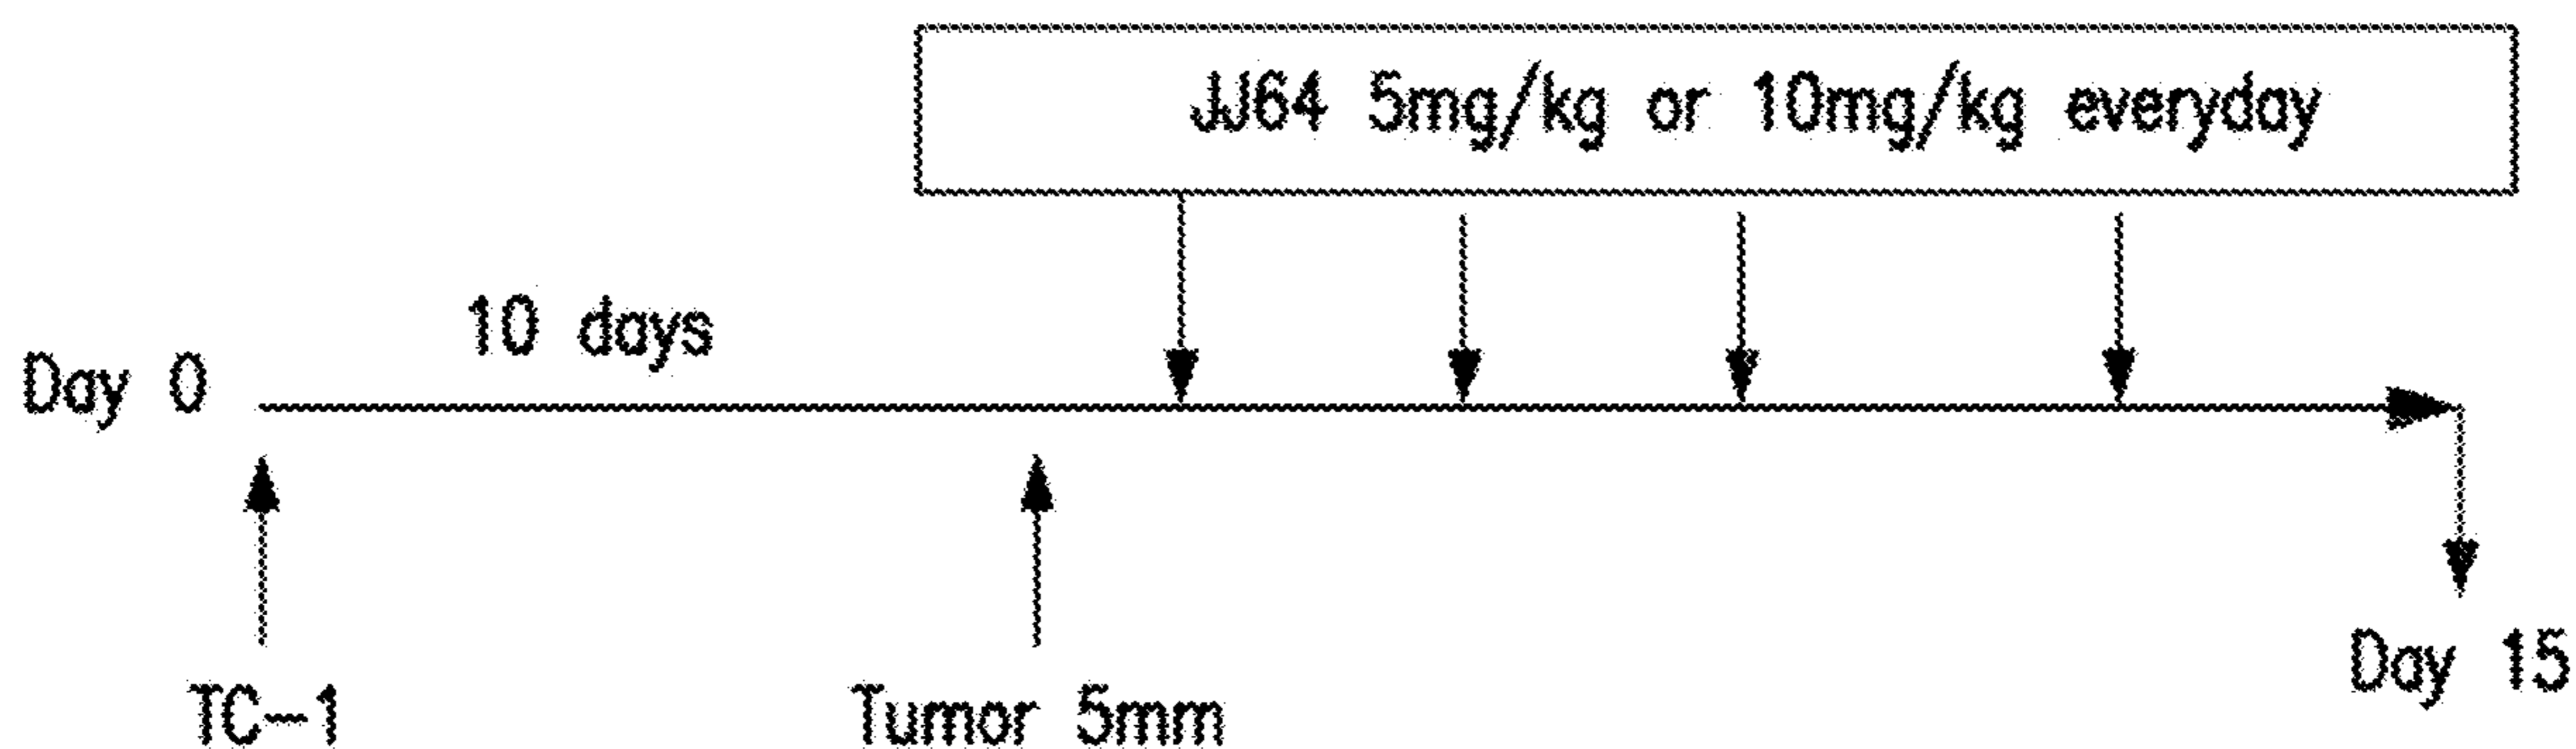 JJ64 5mg/kg or 10mg/kg everyday
10 days
Day 0
TC-1
Tumor 5mm
Day 15